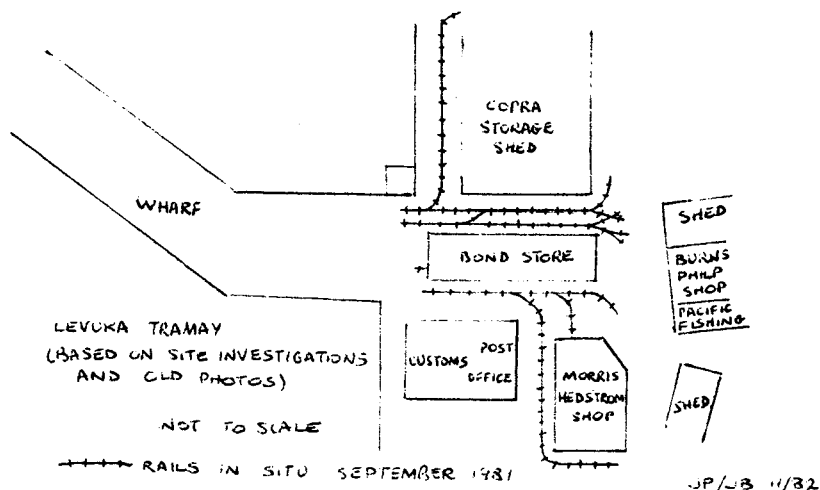 COPRA
STORAGE
SHED
WHARF
SHED
BOND STORE
BURNS
PHILP
SHOP
PACIFIC
FISHING
LEVUKA TRAMAY
(BASED ON SITE INVESTIGATIONS
AND OLD PHOTOS)
CUSTOMS POST
OFFICE
MORRIS
HEDSTROM
SHOP
SHED
NOT TO SCALE
RAILS IN SITU SEPTEMBER 1981
JP/JB 11/82